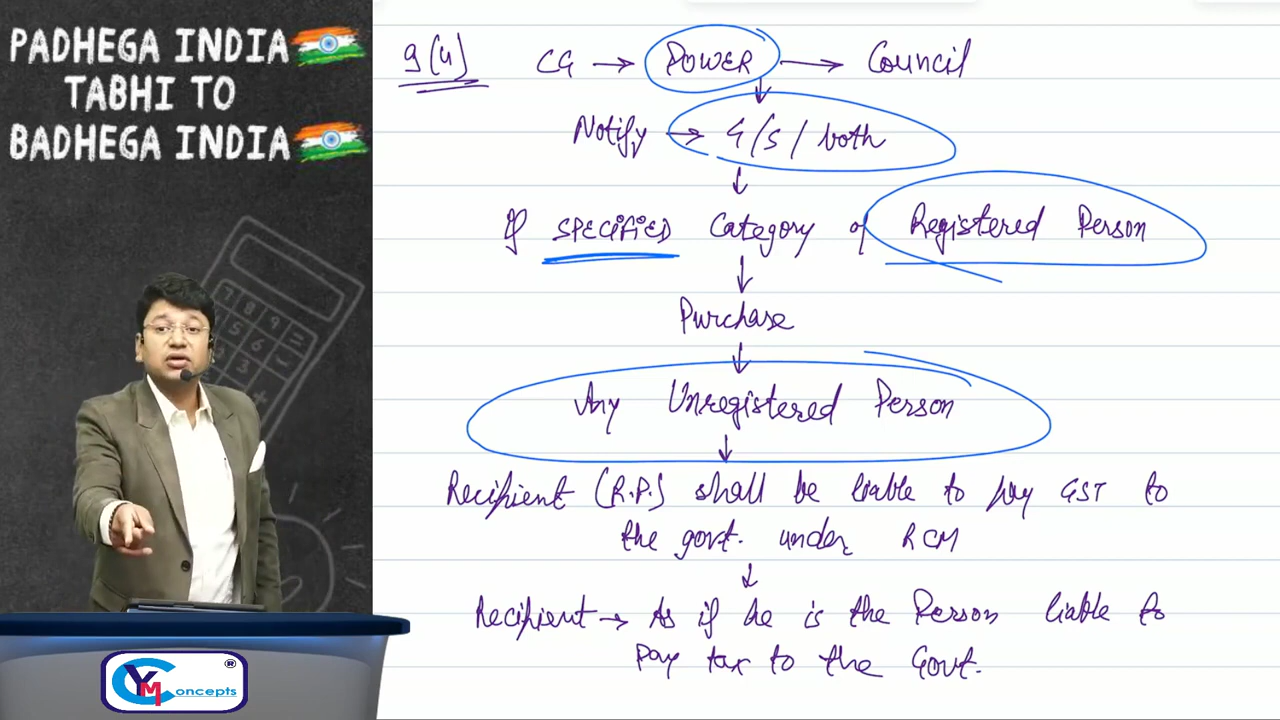 PADHEGA INDIA
TABHI TO
BADHEGA INDIA
9(4) CG → POWER → Council
Notify → G/S/both
If SPECIFIED Category of Registered Person
Purchase
Any Unregistered Person
Recipient (R.P.) shall be liable to pay GST to
the govt. under RCM
Recipient → As if he is the Person liable to
Pay tax to the Govt.
CYM Concepts ®